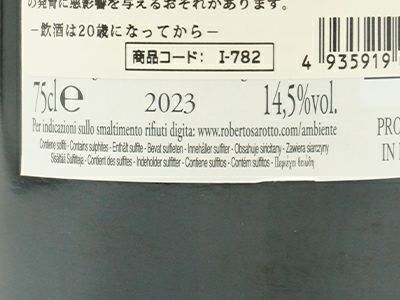 の発育に悪影響を与えるおそれがあります。
−飲酒は20歳になってから−
商品コード: I-782
4 935919
75cl e 2023 14,5%vol.
Per indicazioni sullo smaltimento rifiuti digita: www.robertosarotto.com/ambiente
Contiene solfiti - Contains sulphites - Enthält sulfite - Bevat sulfieten - Innehåller sulfiter - Obsahuje siricitany - Zawiera siarczyny
Sisältää Sulfiitteja - Contient des sulfites - Indeholder sulfitter - Contiene sulfitos - Contém sulfitos - Περιέχει θειώδη
PRO
IN